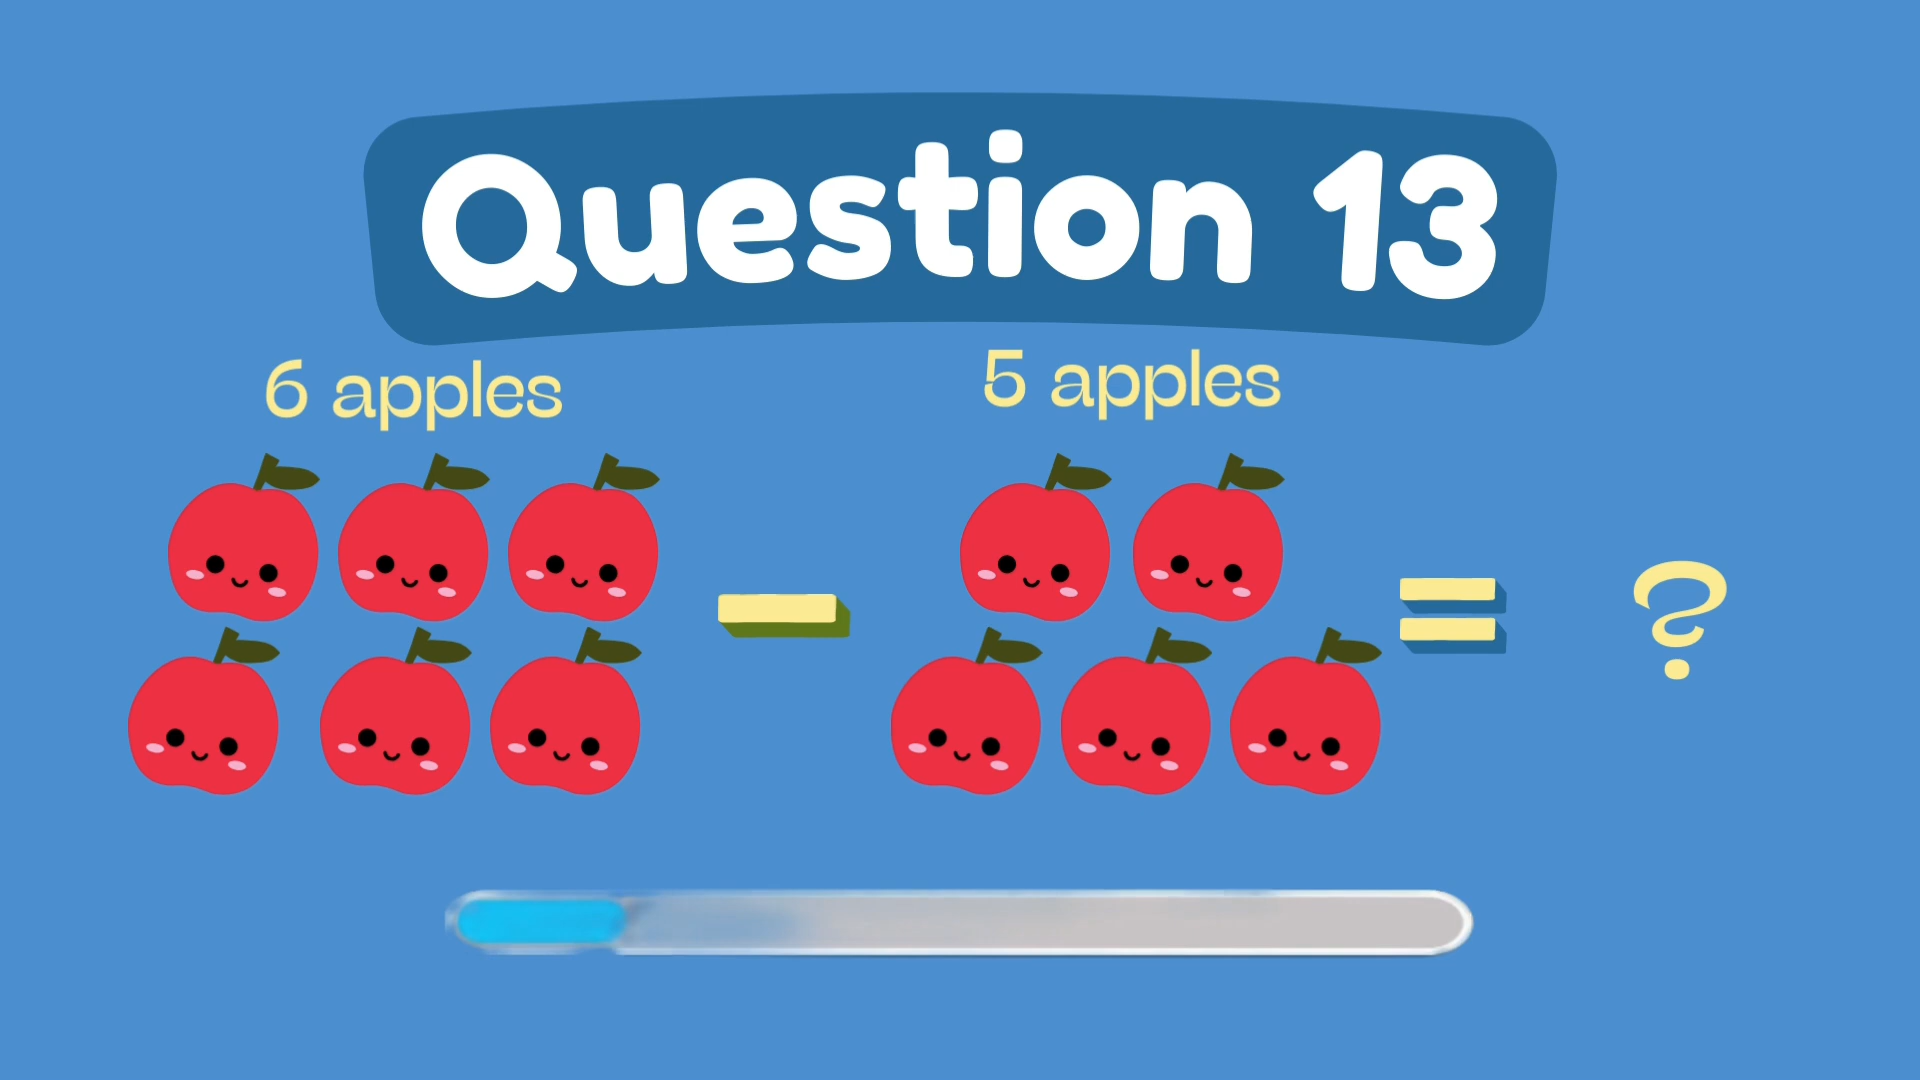 Question 13
6 apples
5 apples
– = ?